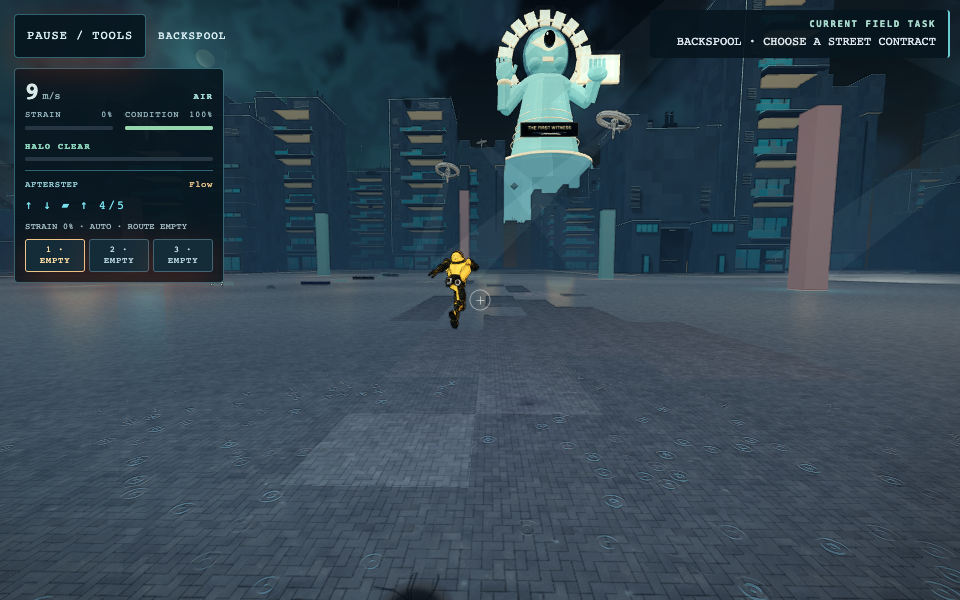 PAUSE / TOOLS
BACKSPOOL
CURRENT FIELD TASK
BACKSPOOL · CHOOSE A STREET CONTRACT
9 m/s
AIR
STRAIN 0%
CONDITION 100%
HALO CLEAR
AFTERSTEP
Flow
↑ ↓ ▰ ↑ 4/5
STRAIN 0% · AUTO · ROUTE EMPTY
1 · EMPTY
2 · EMPTY
3 · EMPTY
THE FIRST WITNESS